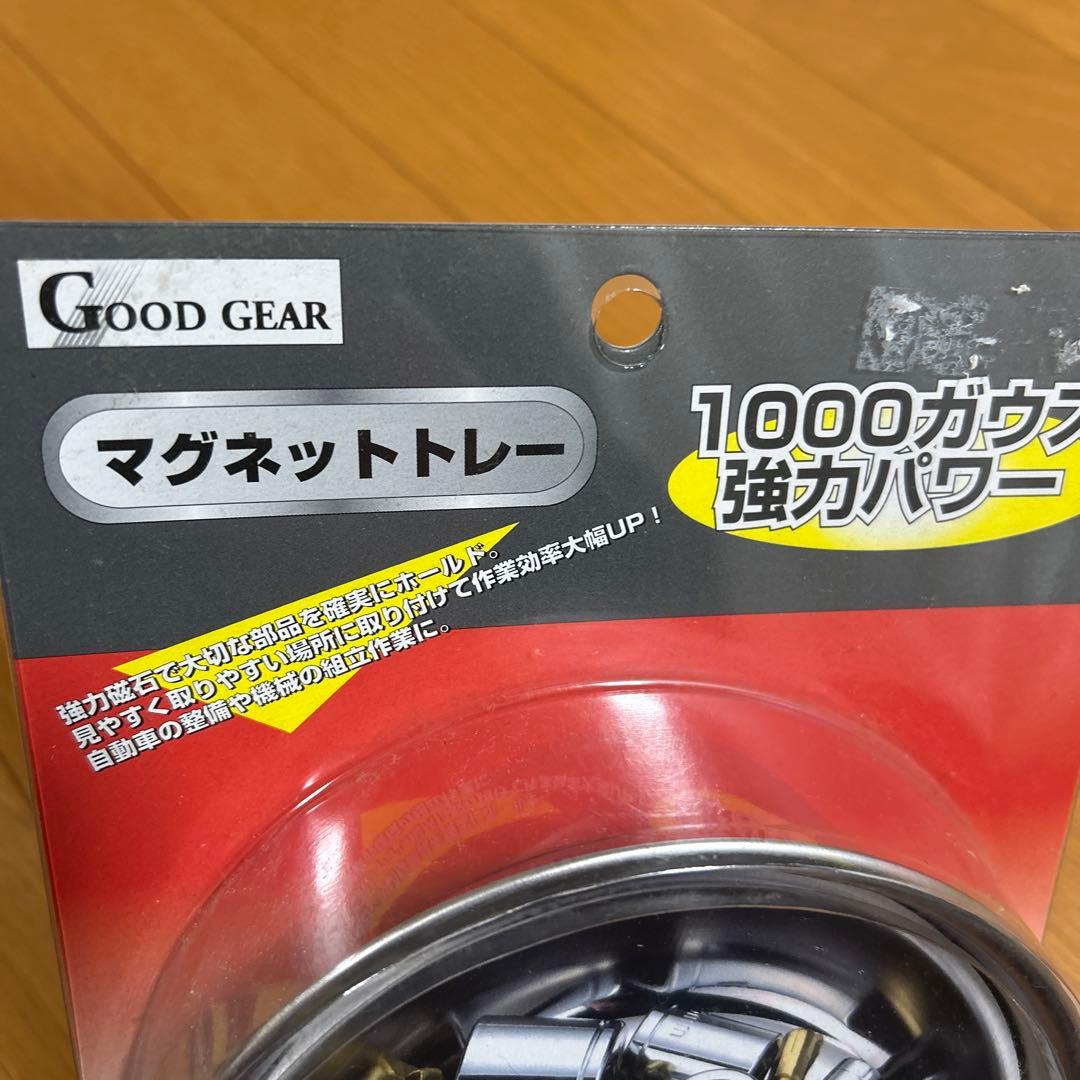 GOOD GEAR
マグネットトレー
1000ガウス
強力パワー
強力磁石で大切な部品を確実にホールド。
見やすく取りやすい場所に取り付けて作業効率大幅UP!
自動車の整備や機械の組立作業に。